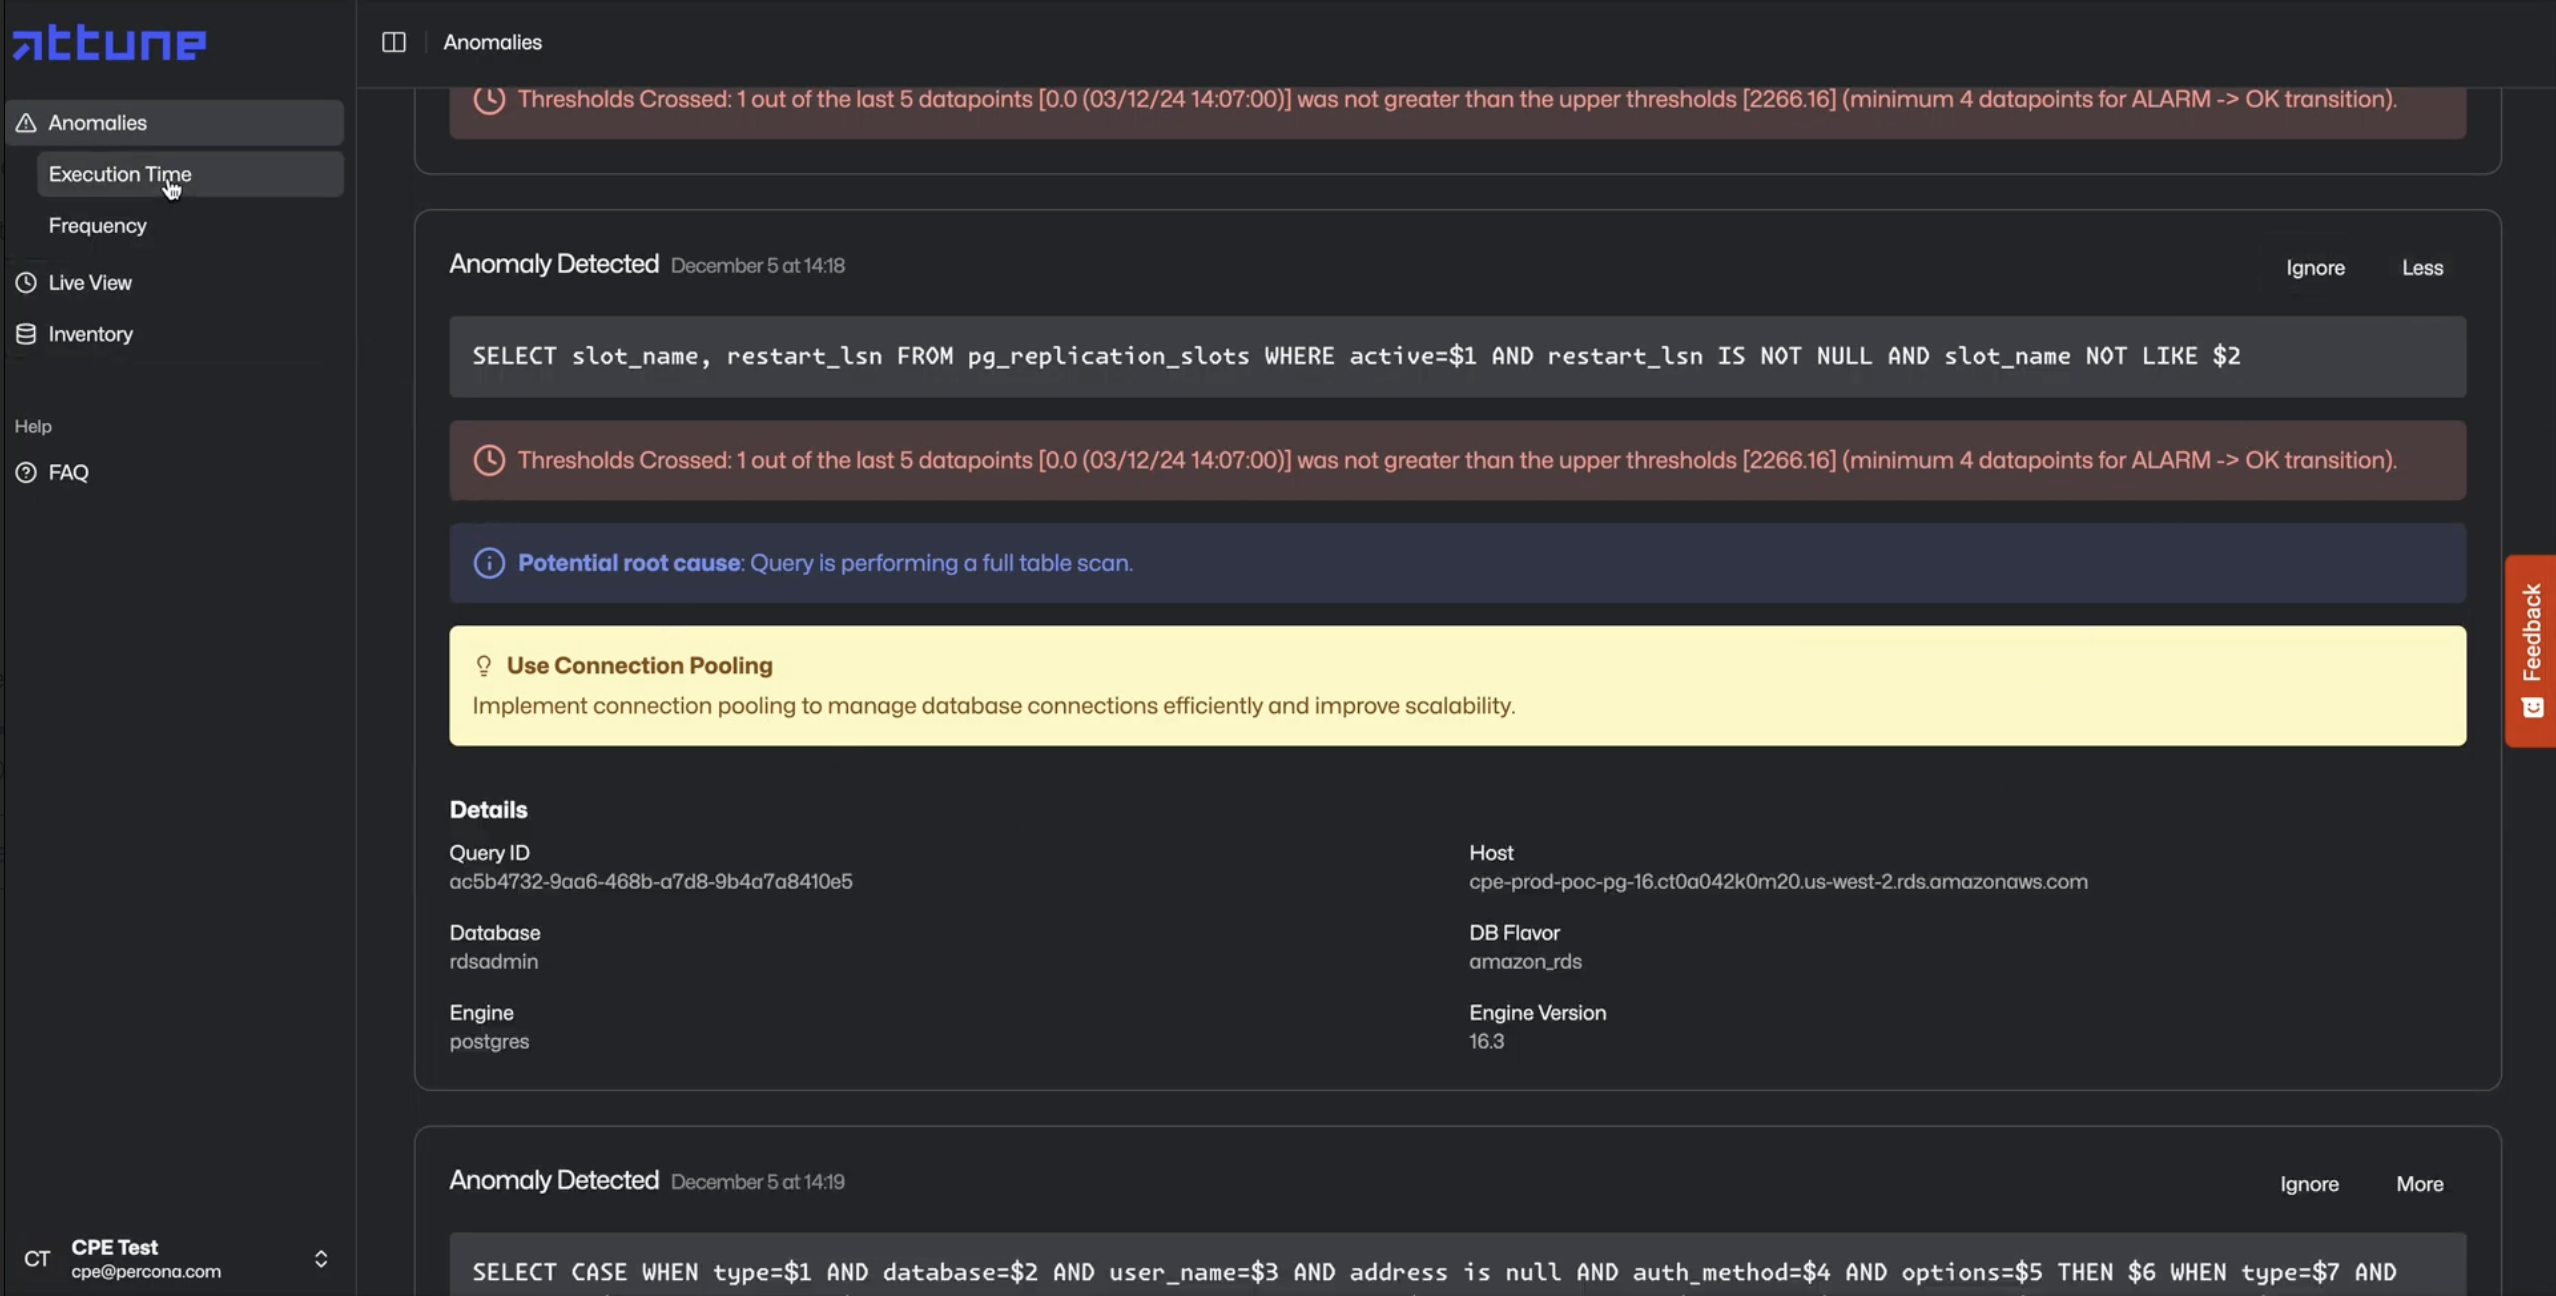 attune
Anomalies
Execution Time
Frequency
Live View
Inventory
Help
FAQ
CT
CPE Test
cpe@percona.com
Anomalies
Thresholds Crossed: 1 out of the last 5 datapoints [0.0 (03/12/24 14:07:00)] was not greater than the upper thresholds [2266.16] (minimum 4 datapoints for ALARM -> OK transition).
Anomaly Detected December 5 at 14:18
Ignore Less
SELECT slot_name, restart_lsn FROM pg_replication_slots WHERE active=$1 AND restart_lsn IS NOT NULL AND slot_name NOT LIKE $2
Thresholds Crossed: 1 out of the last 5 datapoints [0.0 (03/12/24 14:07:00)] was not greater than the upper thresholds [2266.16] (minimum 4 datapoints for ALARM -> OK transition).
Potential root cause: Query is performing a full table scan.
Use Connection Pooling
Implement connection pooling to manage database connections efficiently and improve scalability.
Details
Query ID
ac5b4732-9aa6-468b-a7d8-9b4a7a8410e5
Host
cpe-prod-poc-pg-16.ct0a042k0m20.us-west-2.rds.amazonaws.com
Database
rdsadmin
DB Flavor
amazon_rds
Engine
postgres
Engine Version
16.3
Anomaly Detected December 5 at 14:19
Ignore More
SELECT CASE WHEN type=$1 AND database=$2 AND user_name=$3 AND address is null AND auth_method=$4 AND options=$5 THEN $6 WHEN type=$7 AND
Feedback